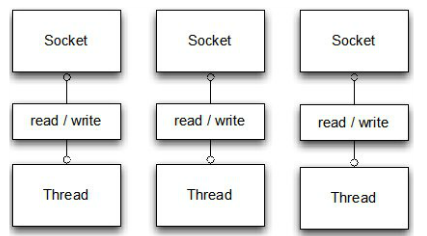 Socket
Socket
Socket
read / write
read / write
read / write
Thread
Thread
Thread